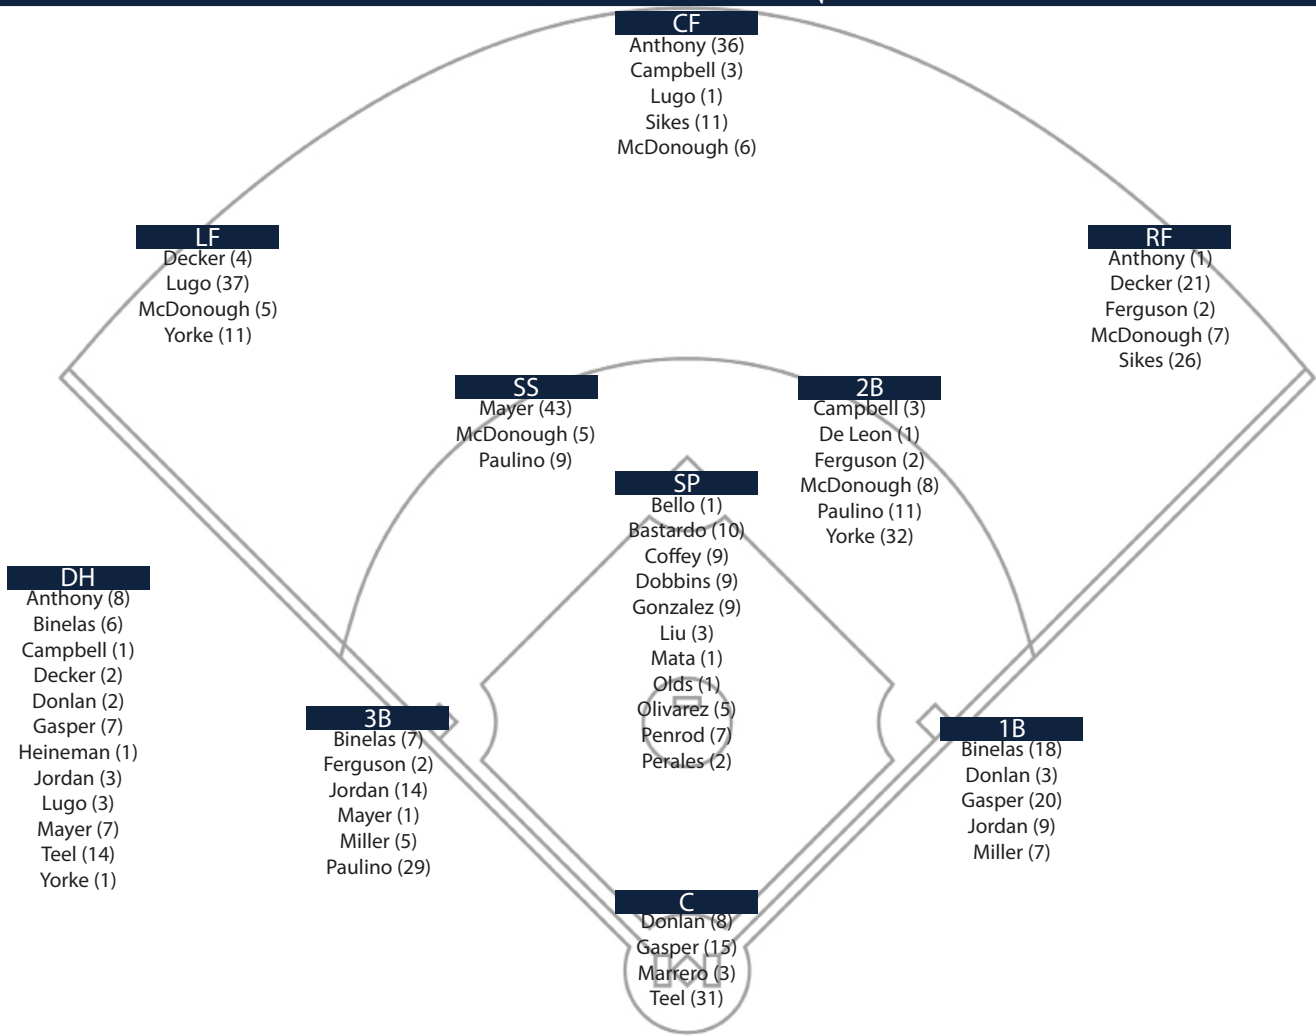 CF
Anthony (36)
Campbell (3)
Lugo (1)
Sikes (11)
McDonough (6)
LF
Decker (4)
Lugo (37)
McDonough (5)
Yorke (11)
RF
Anthony (1)
Decker (21)
Ferguson (2)
McDonough (7)
Sikes (26)
SS
Mayer (43)
McDonough (5)
Paulino (9)
2B
Campbell (3)
De Leon (1)
Ferguson (2)
McDonough (8)
Paulino (11)
Yorke (32)
SP
Bello (1)
Bastardo (10)
Coffey (9)
Dobbins (9)
Gonzalez (9)
Liu (3)
Mata (1)
Olds (1)
Olivarez (5)
Penrod (7)
Perales (2)
DH
Anthony (8)
Binelas (6)
Campbell (1)
Decker (2)
Donlan (2)
Gasper (7)
Heineman (1)
Jordan (3)
Lugo (3)
Mayer (7)
Teel (14)
Yorke (1)
3B
Binelas (7)
Ferguson (2)
Jordan (14)
Mayer (1)
Miller (5)
Paulino (29)
1B
Binelas (18)
Donlan (3)
Gasper (20)
Jordan (9)
Miller (7)
C
Donlan (8)
Gasper (15)
Marrero (3)
Teel (31)